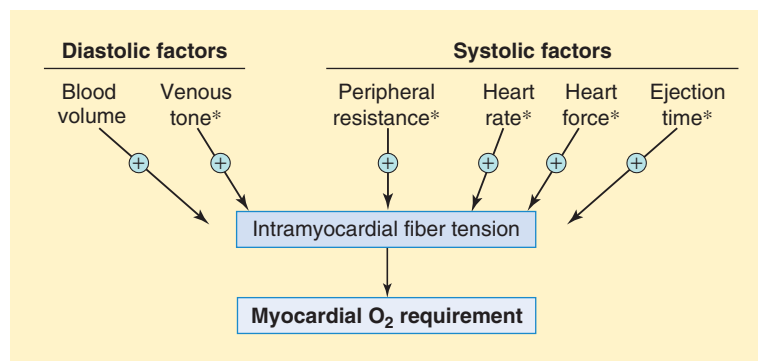 Diastolic factors
Systolic factors
Blood volume
Venous tone*
Peripheral resistance*
Heart rate*
Heart force*
Ejection time*
+ + + + + +
Intramyocardial fiber tension
Myocardial O₂ requirement